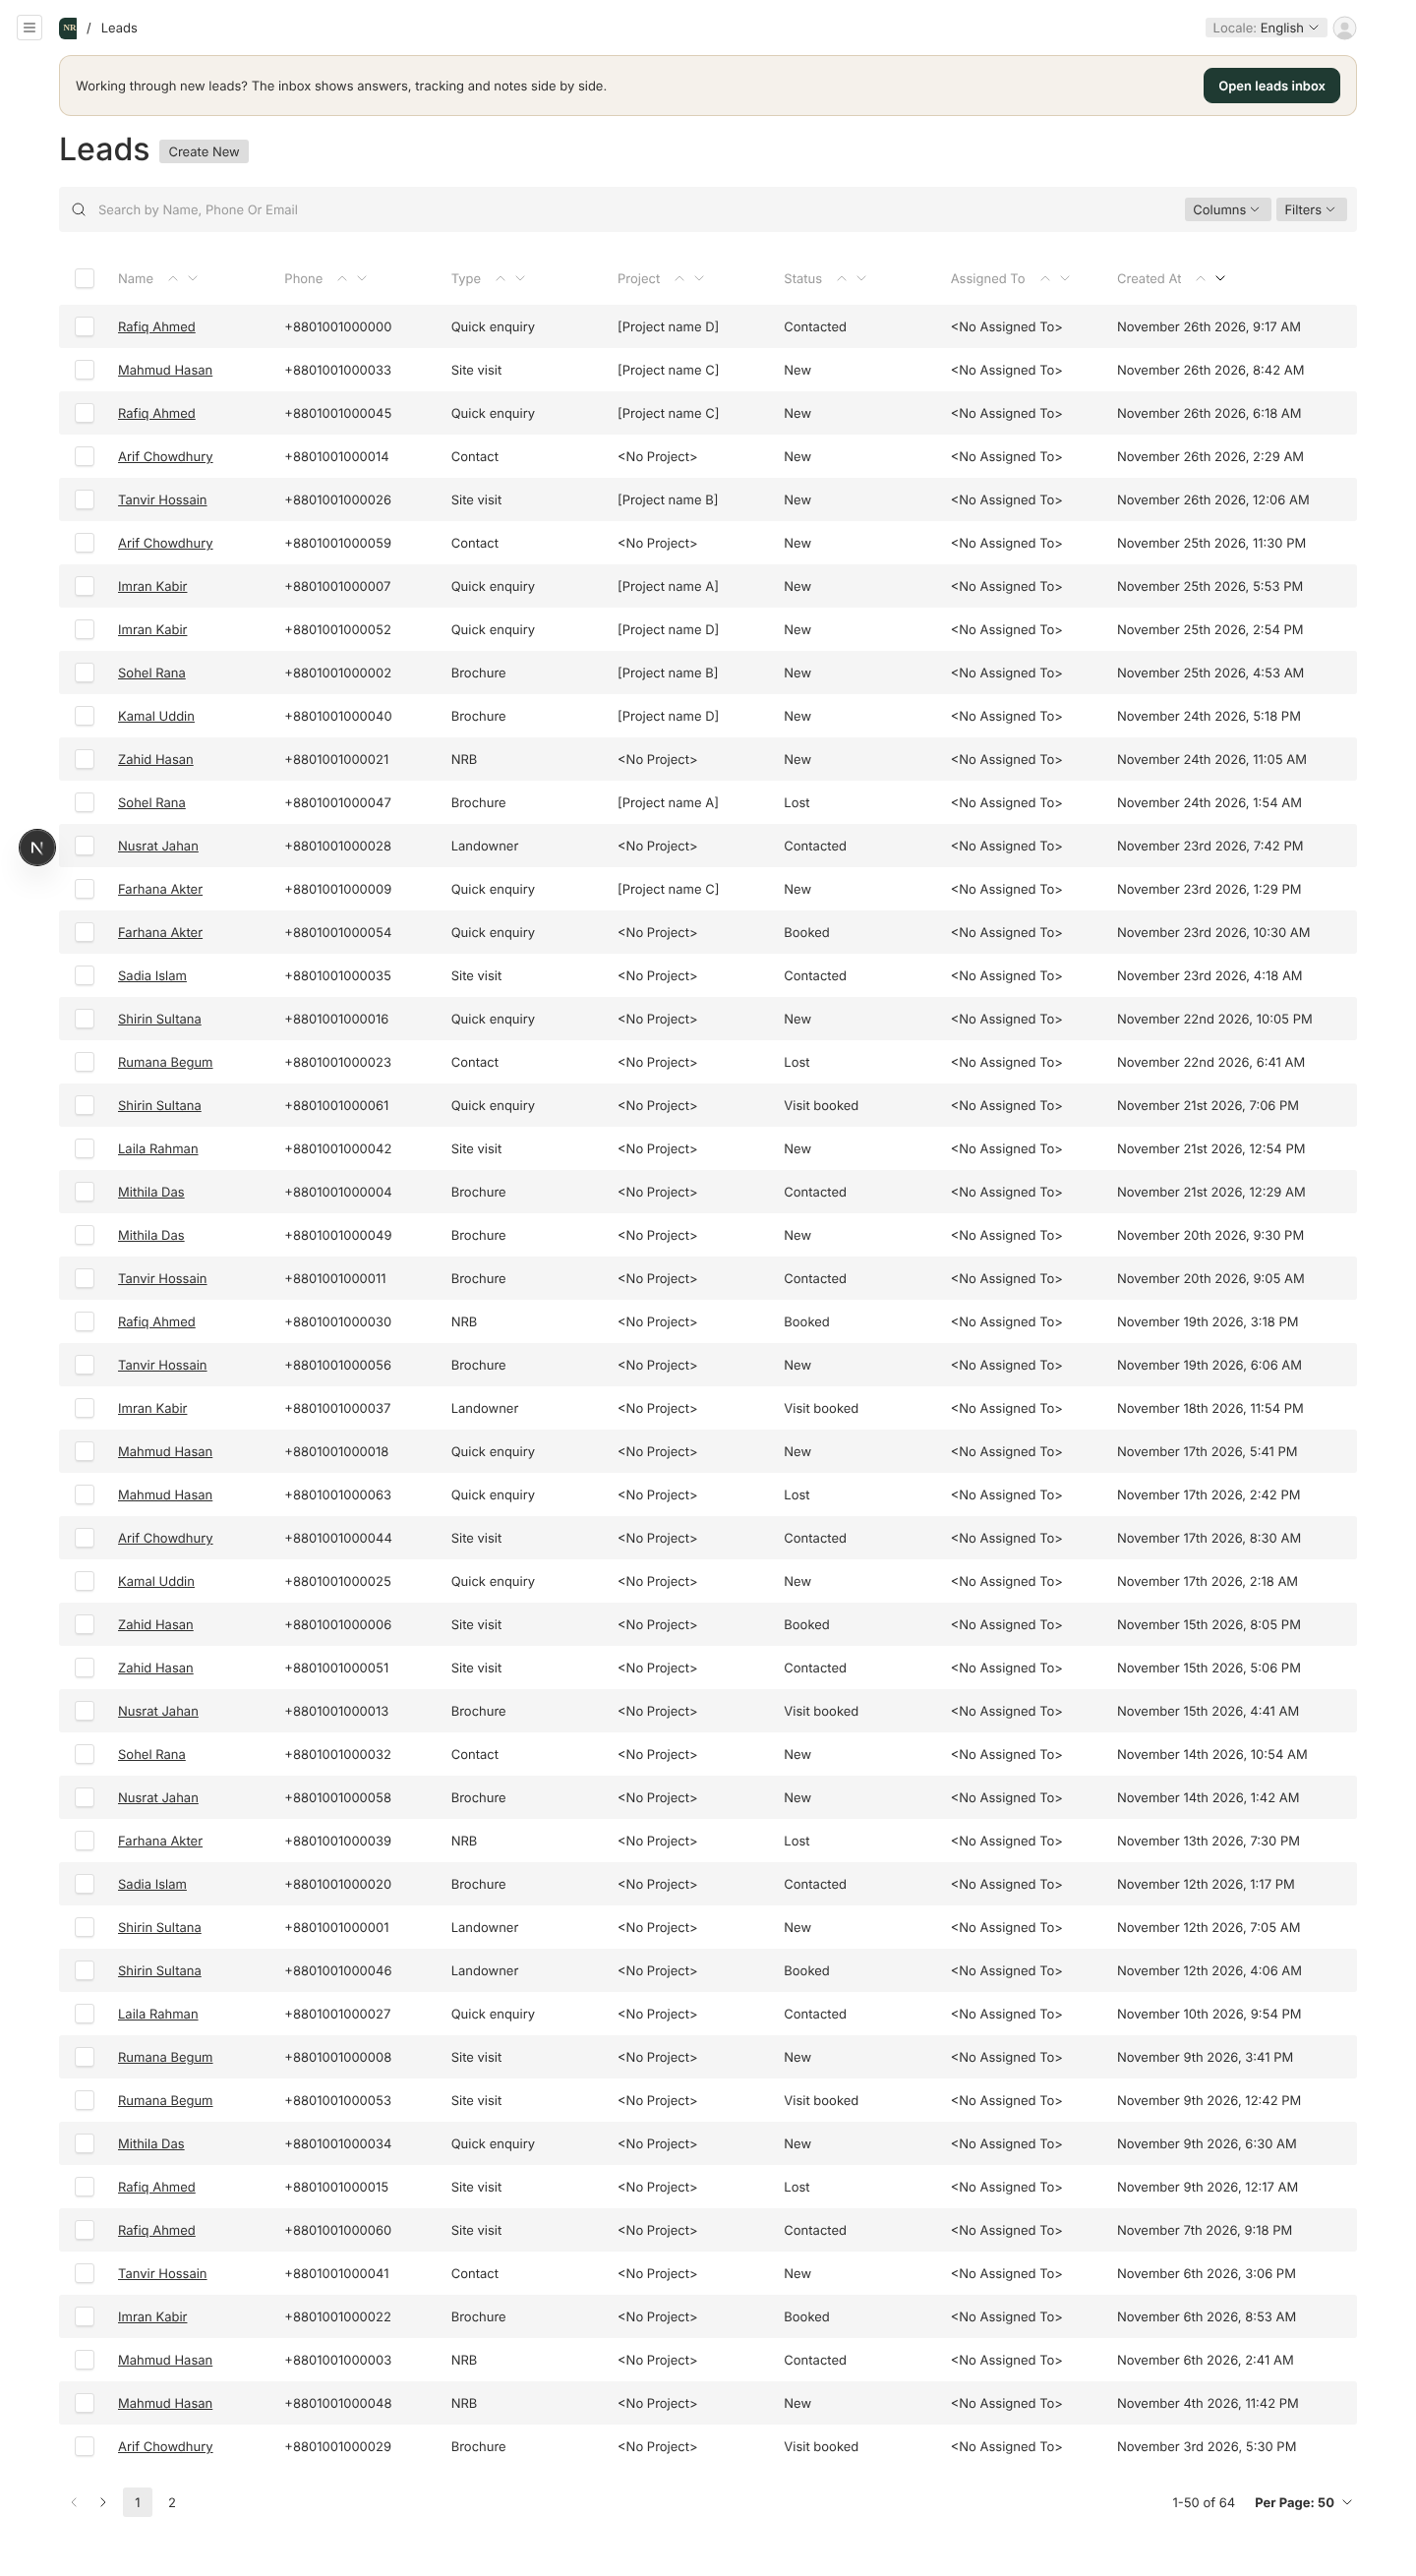 NR / Leads Locale: English
Working through new leads? The inbox shows answers, tracking and notes side by side. Open leads inbox
Leads Create New
Search by Name, Phone Or Email Columns Filters
Name Phone Type Project Status Assigned To Created At
Rafiq Ahmed +8801001000000 Quick enquiry [Project name D] Contacted <No Assigned To> November 26th 2026, 9:17 AM
Mahmud Hasan +8801001000033 Site visit [Project name C] New <No Assigned To> November 26th 2026, 8:42 AM
Rafiq Ahmed +8801001000045 Quick enquiry [Project name C] New <No Assigned To> November 26th 2026, 6:18 AM
Arif Chowdhury +8801001000014 Contact <No Project> New <No Assigned To> November 26th 2026, 2:29 AM
Tanvir Hossain +8801001000026 Site visit [Project name B] New <No Assigned To> November 26th 2026, 12:06 AM
Arif Chowdhury +8801001000059 Contact <No Project> New <No Assigned To> November 25th 2026, 11:30 PM
Imran Kabir +8801001000007 Quick enquiry [Project name A] New <No Assigned To> November 25th 2026, 5:53 PM
Imran Kabir +8801001000052 Quick enquiry [Project name D] New <No Assigned To> November 25th 2026, 2:54 PM
Sohel Rana +8801001000002 Brochure [Project name B] New <No Assigned To> November 25th 2026, 4:53 AM
Kamal Uddin +8801001000040 Brochure [Project name D] New <No Assigned To> November 24th 2026, 5:18 PM
Zahid Hasan +8801001000021 NRB <No Project> New <No Assigned To> November 24th 2026, 11:05 AM
Sohel Rana +8801001000047 Brochure [Project name A] Lost <No Assigned To> November 24th 2026, 1:54 AM
Nusrat Jahan +8801001000028 Landowner <No Project> Contacted <No Assigned To> November 23rd 2026, 7:42 PM
Farhana Akter +8801001000009 Quick enquiry [Project name C] New <No Assigned To> November 23rd 2026, 1:29 PM
Farhana Akter +8801001000054 Quick enquiry <No Project> Booked <No Assigned To> November 23rd 2026, 10:30 AM
Sadia Islam +8801001000035 Site visit <No Project> Contacted <No Assigned To> November 23rd 2026, 4:18 AM
Shirin Sultana +8801001000016 Quick enquiry <No Project> New <No Assigned To> November 22nd 2026, 10:05 PM
Rumana Begum +8801001000023 Contact <No Project> Lost <No Assigned To> November 22nd 2026, 6:41 AM
Shirin Sultana +8801001000061 Quick enquiry <No Project> Visit booked <No Assigned To> November 21st 2026, 7:06 PM
Laila Rahman +8801001000042 Site visit <No Project> New <No Assigned To> November 21st 2026, 12:54 PM
Mithila Das +8801001000004 Brochure <No Project> Contacted <No Assigned To> November 21st 2026, 12:29 AM
Mithila Das +8801001000049 Brochure <No Project> New <No Assigned To> November 20th 2026, 9:30 PM
Tanvir Hossain +8801001000011 Brochure <No Project> Contacted <No Assigned To> November 20th 2026, 9:05 AM
Rafiq Ahmed +8801001000030 NRB <No Project> Booked <No Assigned To> November 19th 2026, 3:18 PM
Tanvir Hossain +8801001000056 Brochure <No Project> New <No Assigned To> November 19th 2026, 6:06 AM
Imran Kabir +8801001000037 Landowner <No Project> Visit booked <No Assigned To> November 18th 2026, 11:54 PM
Mahmud Hasan +8801001000018 Quick enquiry <No Project> New <No Assigned To> November 17th 2026, 5:41 PM
Mahmud Hasan +8801001000063 Quick enquiry <No Project> Lost <No Assigned To> November 17th 2026, 2:42 PM
Arif Chowdhury +8801001000044 Site visit <No Project> Contacted <No Assigned To> November 17th 2026, 8:30 AM
Kamal Uddin +8801001000025 Quick enquiry <No Project> New <No Assigned To> November 17th 2026, 2:18 AM
Zahid Hasan +8801001000006 Site visit <No Project> Booked <No Assigned To> November 15th 2026, 8:05 PM
Zahid Hasan +8801001000051 Site visit <No Project> Contacted <No Assigned To> November 15th 2026, 5:06 PM
Nusrat Jahan +8801001000013 Brochure <No Project> Visit booked <No Assigned To> November 15th 2026, 4:41 AM
Sohel Rana +8801001000032 Contact <No Project> New <No Assigned To> November 14th 2026, 10:54 AM
Nusrat Jahan +8801001000058 Brochure <No Project> New <No Assigned To> November 14th 2026, 1:42 AM
Farhana Akter +8801001000039 NRB <No Project> Lost <No Assigned To> November 13th 2026, 7:30 PM
Sadia Islam +8801001000020 Brochure <No Project> Contacted <No Assigned To> November 12th 2026, 1:17 PM
Shirin Sultana +8801001000001 Landowner <No Project> New <No Assigned To> November 12th 2026, 7:05 AM
Shirin Sultana +8801001000046 Landowner <No Project> Booked <No Assigned To> November 12th 2026, 4:06 AM
Laila Rahman +8801001000027 Quick enquiry <No Project> Contacted <No Assigned To> November 10th 2026, 9:54 PM
Rumana Begum +8801001000008 Site visit <No Project> New <No Assigned To> November 9th 2026, 3:41 PM
Rumana Begum +8801001000053 Site visit <No Project> Visit booked <No Assigned To> November 9th 2026, 12:42 PM
Mithila Das +8801001000034 Quick enquiry <No Project> New <No Assigned To> November 9th 2026, 6:30 AM
Rafiq Ahmed +8801001000015 Site visit <No Project> Lost <No Assigned To> November 9th 2026, 12:17 AM
Rafiq Ahmed +8801001000060 Site visit <No Project> Contacted <No Assigned To> November 7th 2026, 9:18 PM
Tanvir Hossain +8801001000041 Contact <No Project> New <No Assigned To> November 6th 2026, 3:06 PM
Imran Kabir +8801001000022 Brochure <No Project> Booked <No Assigned To> November 6th 2026, 8:53 AM
Mahmud Hasan +8801001000003 NRB <No Project> Contacted <No Assigned To> November 6th 2026, 2:41 AM
Mahmud Hasan +8801001000048 NRB <No Project> New <No Assigned To> November 4th 2026, 11:42 PM
Arif Chowdhury +8801001000029 Brochure <No Project> Visit booked <No Assigned To> November 3rd 2026, 5:30 PM
1 2 1-50 of 64 Per Page: 50